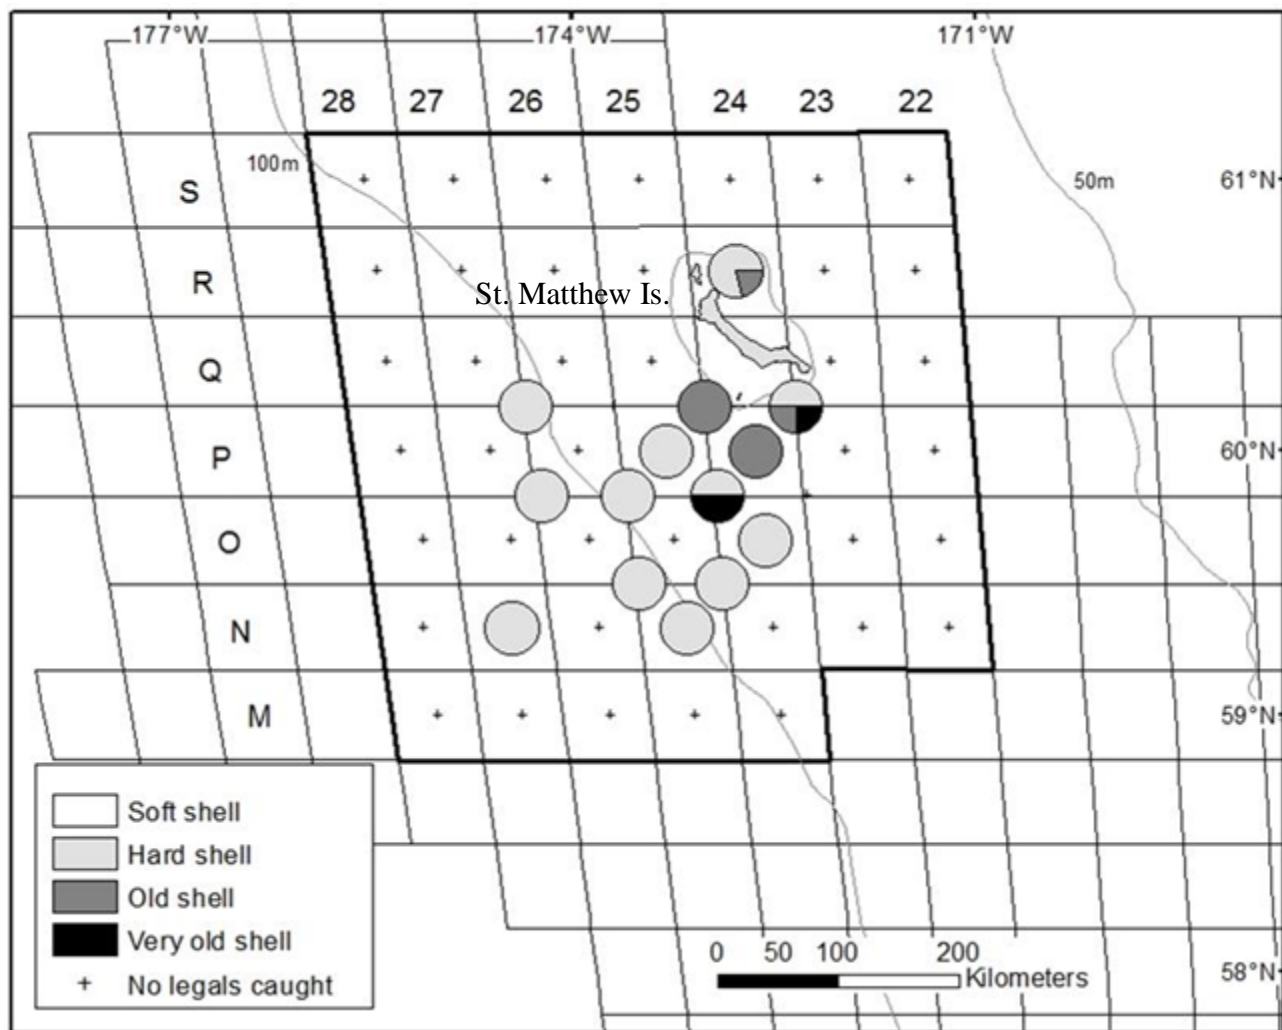 177°W 174°W 171°W
28 27 26 25 24 23 22
100m
50m
61°N
S
R
St. Matthew Is.
Q
P
60°N
O
N
M
59°N
Soft shell
Hard shell
Old shell
Very old shell
+ No legals caught
0 50 100 200
Kilometers
58°N